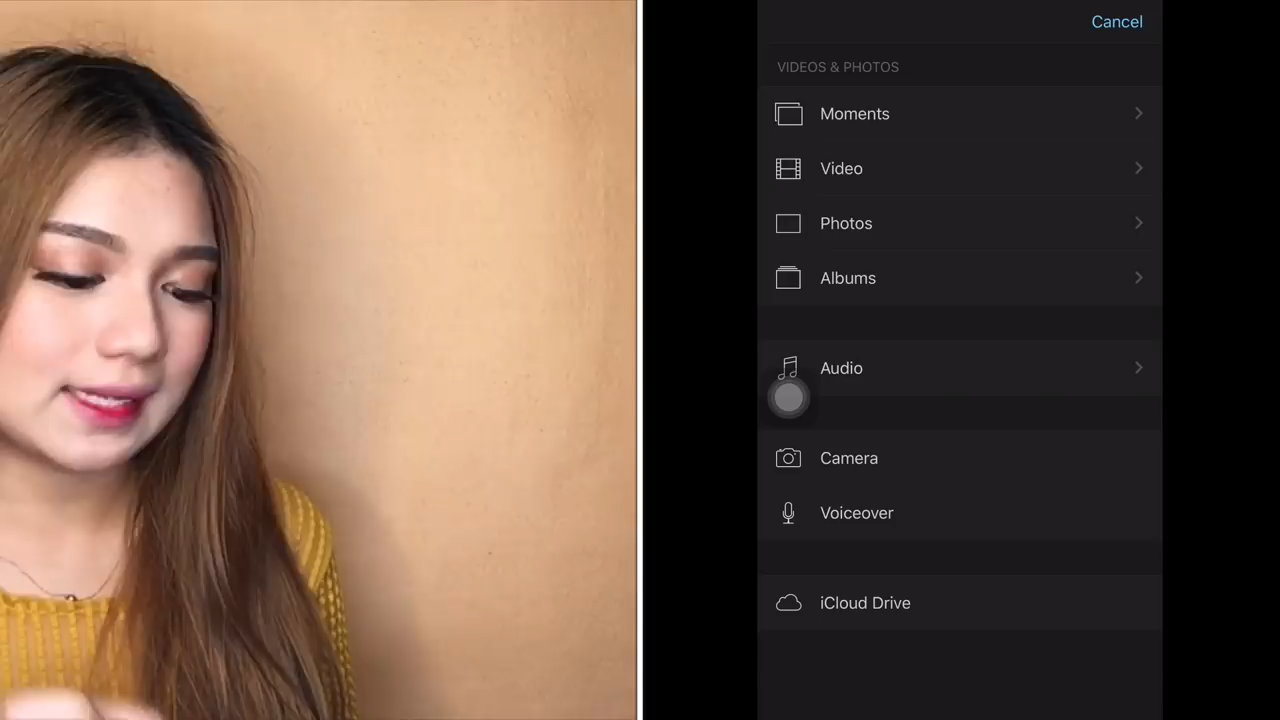 Cancel
VIDEOS & PHOTOS
Moments
Video
Photos
Albums
Audio
Camera
Voiceover
iCloud Drive